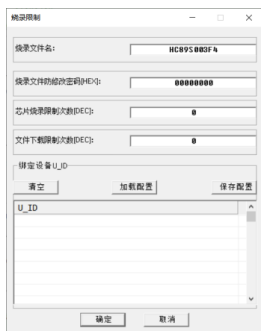 烧录限制
烧录文件名: HC89S003F4
烧录文件防修改密码[HEX]: 00000000
芯片烧录限制次数[DEC]: 0
文件下载限制次数[DEC]: 0
绑定设备U_ID
清空 加载配置 保存配置
U_ID
确定 取消